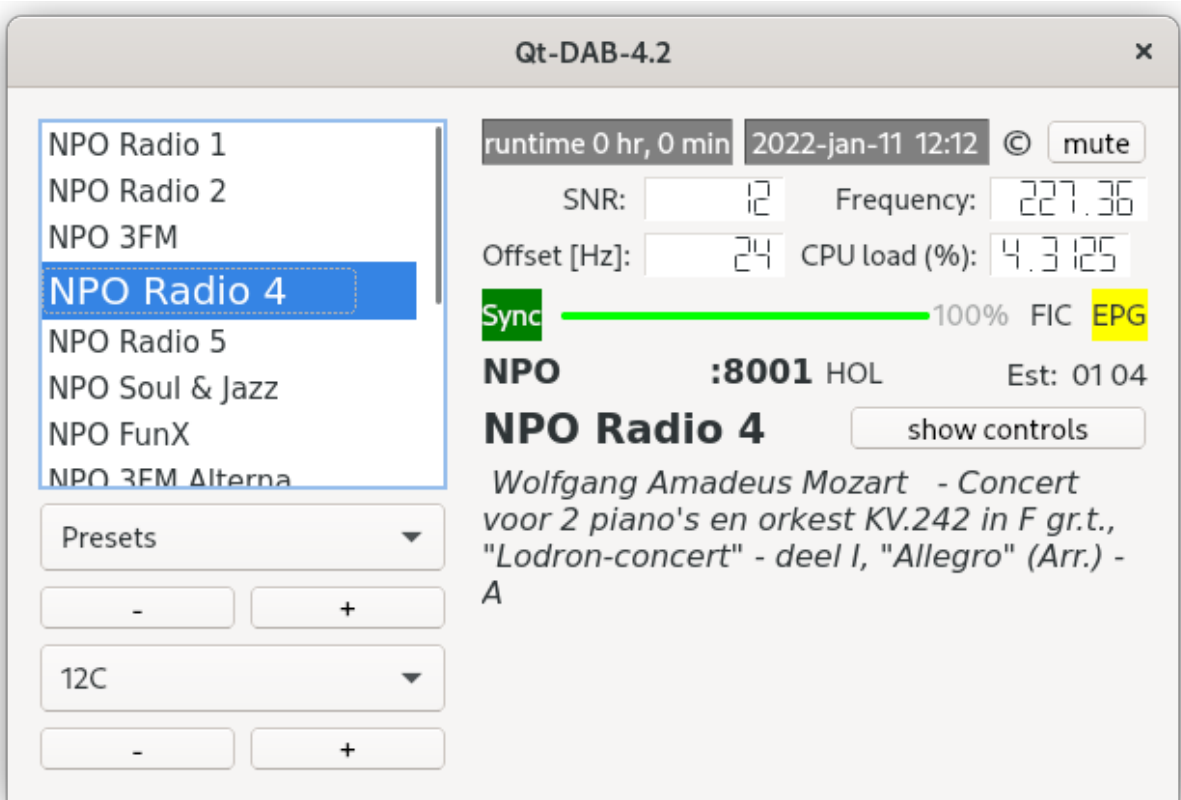 Qt-DAB-4.2 ×
NPO Radio 1
NPO Radio 2
NPO 3FM
NPO Radio 4
NPO Radio 5
NPO Soul & Jazz
NPO FunX
NPO 3FM Alterna
Presets
- +
12C
- +
runtime 0 hr, 0 min 2022-jan-11 12:12 © mute
SNR: 12 Frequency: 227.36
Offset [Hz]: 24 CPU load (%): 4.3125
Sync 100% FIC EPG
NPO :8001 HOL Est: 01 04
NPO Radio 4 show controls
Wolfgang Amadeus Mozart - Concert
voor 2 piano's en orkest KV.242 in F gr.t.,
"Lodron-concert" - deel I, "Allegro" (Arr.) -
A